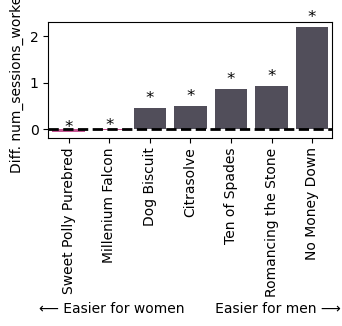 Diff. num_sessions_worke
2
1
0
* * * * * * *
Sweet Polly Purebred
Millenium Falcon
Dog Biscuit
Citrasolve
Ten of Spades
Romancing the Stone
No Money Down
⟵ Easier for women
Easier for men ⟶